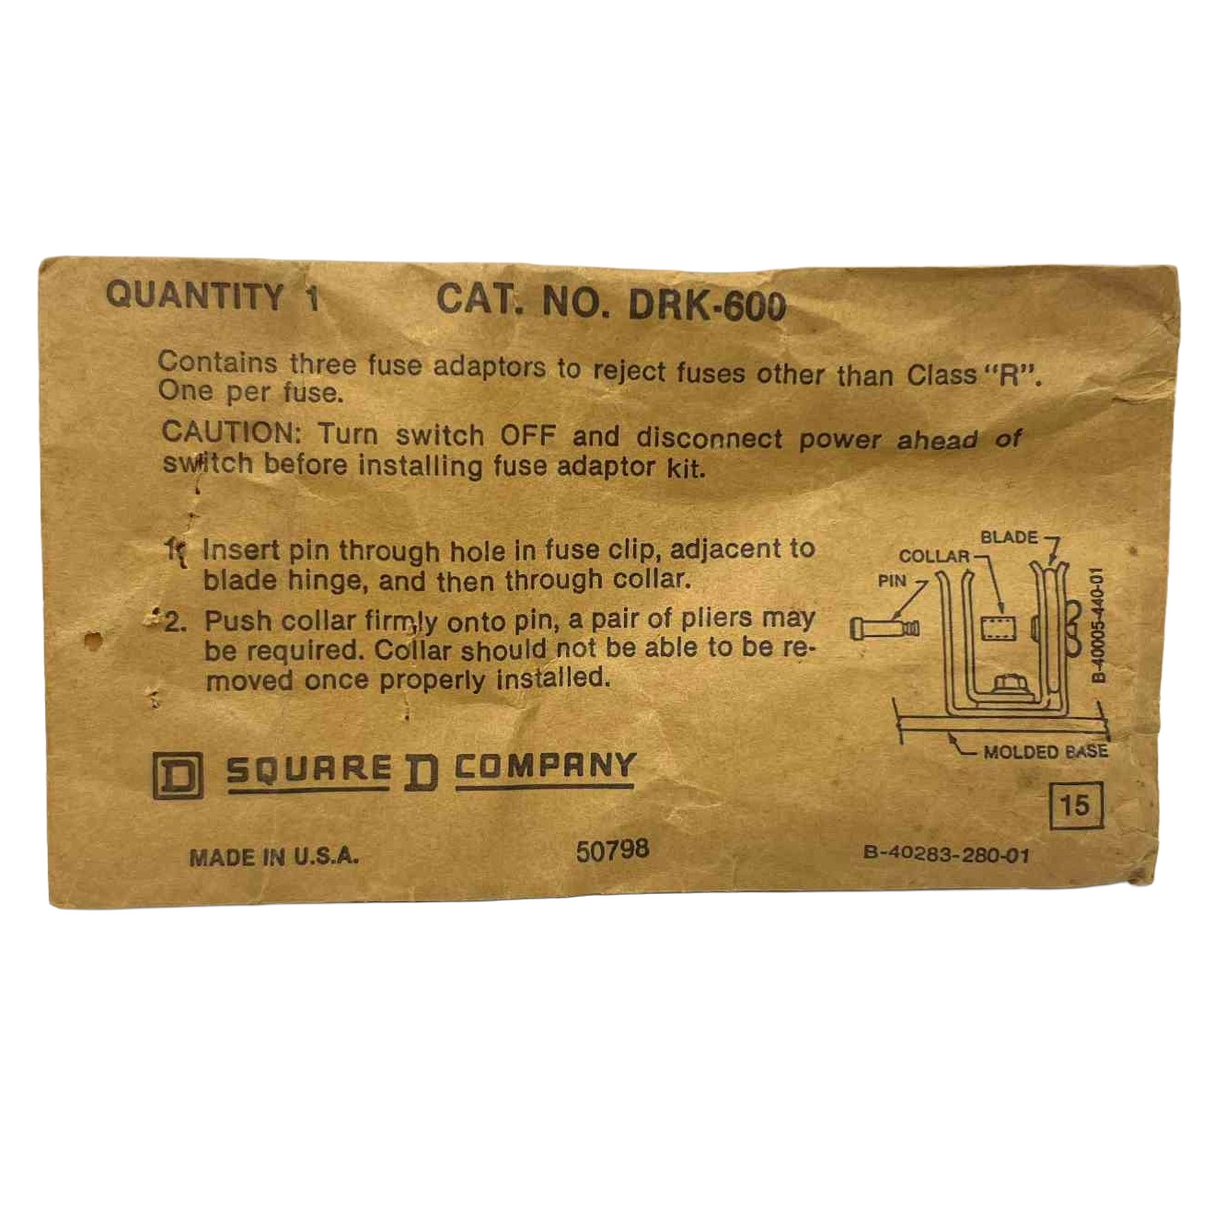 QUANTITY 1 CAT. NO. DRK-600
Contains three fuse adaptors to reject fuses other than Class "R".
One per fuse.
CAUTION: Turn switch OFF and disconnect power ahead of
switch before installing fuse adaptor kit.
1. Insert pin through hole in fuse clip, adjacent to
blade hinge, and then through collar.
2. Push collar firmly onto pin, a pair of pliers may
be required. Collar should not be able to be re-
moved once properly installed.
BLADE
COLLAR
PIN
B-40005-440-01
MOLDED BASE
D SQUARE D COMPANY
15
MADE IN U.S.A. 50798 B-40283-280-01